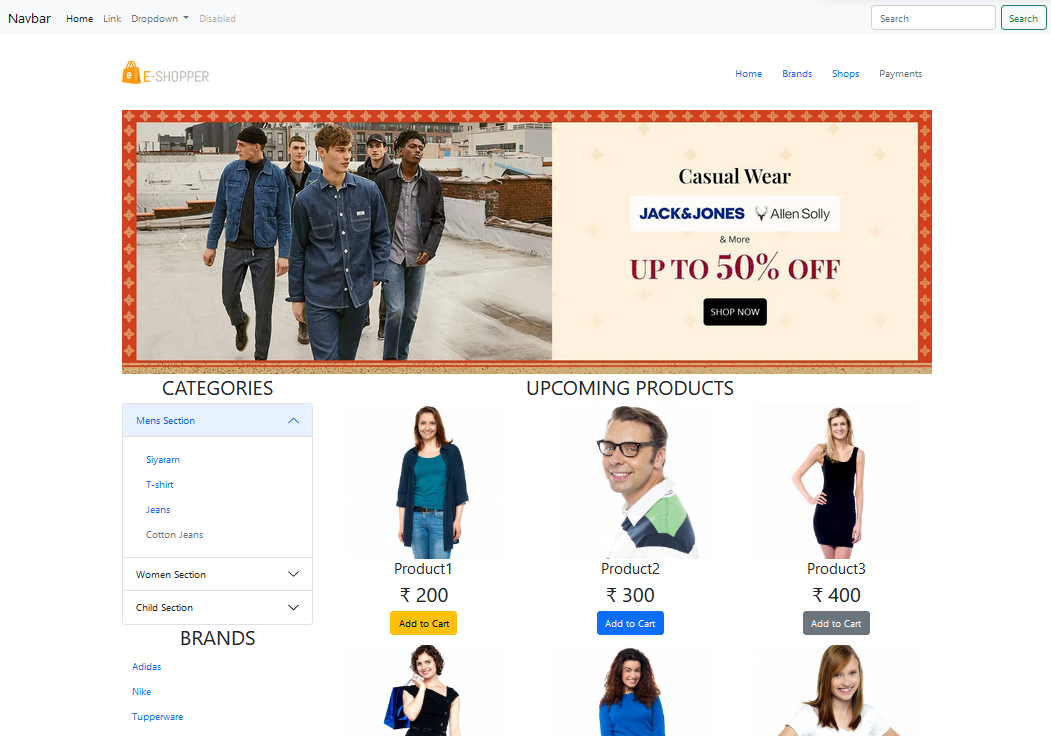 Navbar Home Link Dropdown Disabled Search Search
E-SHOPPER Home Brands Shops Payments
Casual Wear
JACK&JONES Allen Solly
& More
UP TO 50% OFF
SHOP NOW
CATEGORIES
Mens Section
Siyaram
T-shirt
Jeans
Cotton Jeans
Women Section
Child Section
BRANDS
Adidas
Nike
Tupperware
UPCOMING PRODUCTS
Product1
₹ 200
Add to Cart
Product2
₹ 300
Add to Cart
Product3
₹ 400
Add to Cart